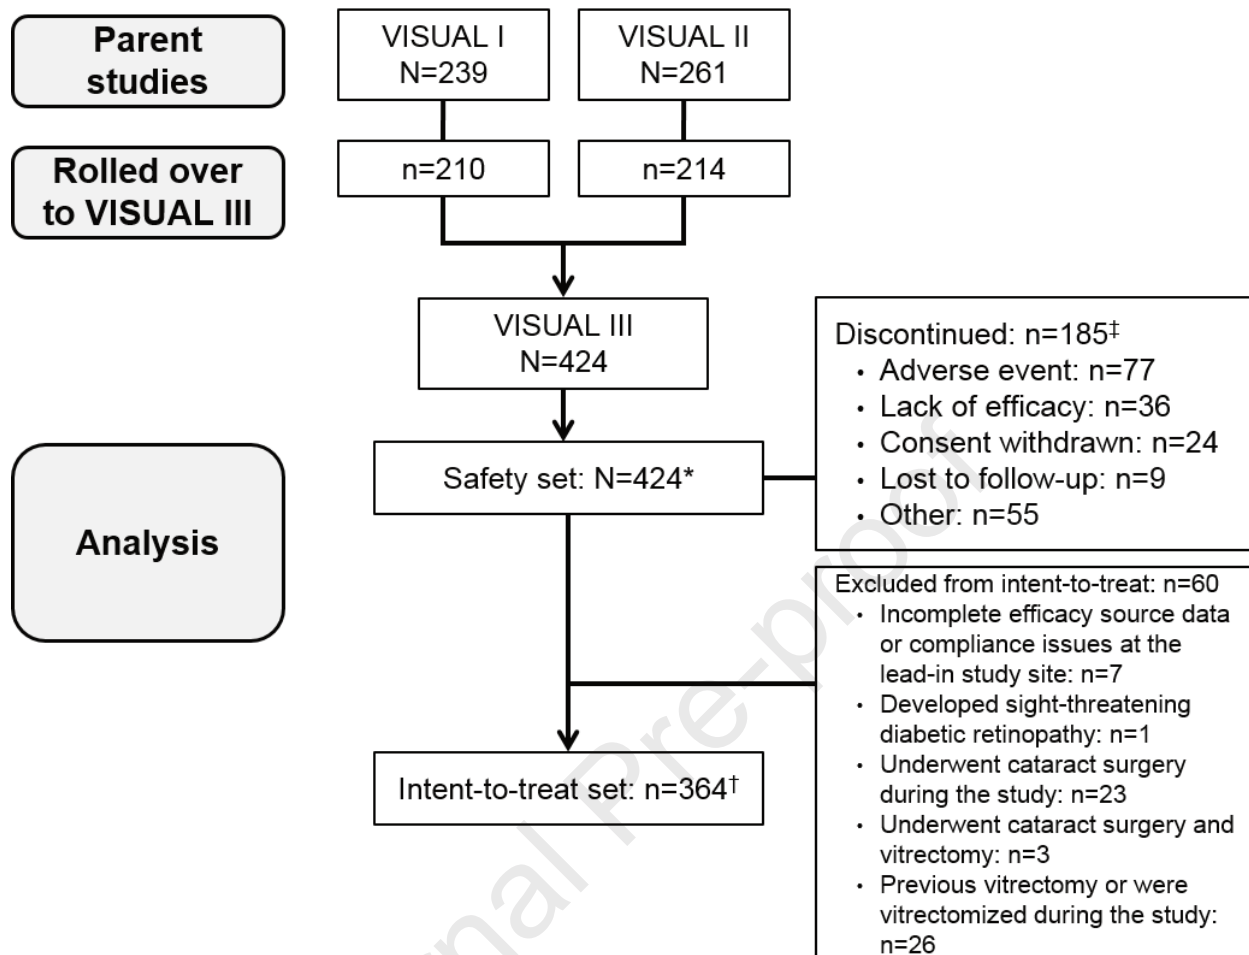 Parent
studies
VISUAL I
N=239
VISUAL II
N=261
Rolled over
to VISUAL III
n=210
n=214
VISUAL III
N=424
Discontinued: n=185‡
• Adverse event: n=77
• Lack of efficacy: n=36
• Consent withdrawn: n=24
• Lost to follow-up: n=9
• Other: n=55
Analysis
Safety set: N=424*
Excluded from intent-to-treat: n=60
• Incomplete efficacy source data
or compliance issues at the
lead-in study site: n=7
• Developed sight-threatening
diabetic retinopathy: n=1
• Underwent cataract surgery
during the study: n=23
• Underwent cataract surgery and
vitrectomy: n=3
• Previous vitrectomy or were
vitrectomized during the study:
n=26
Intent-to-treat set: n=364†
rnal Pre-proof